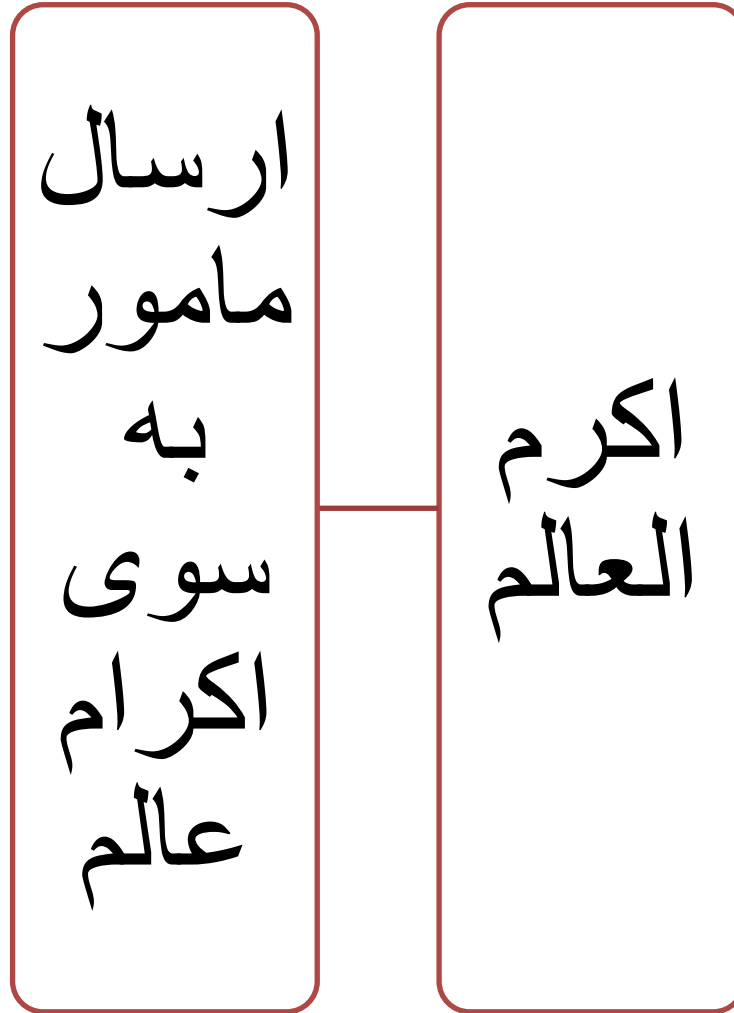 اکرم
العالم
ارسال
مامور
به
سوی
اکرام
عالم